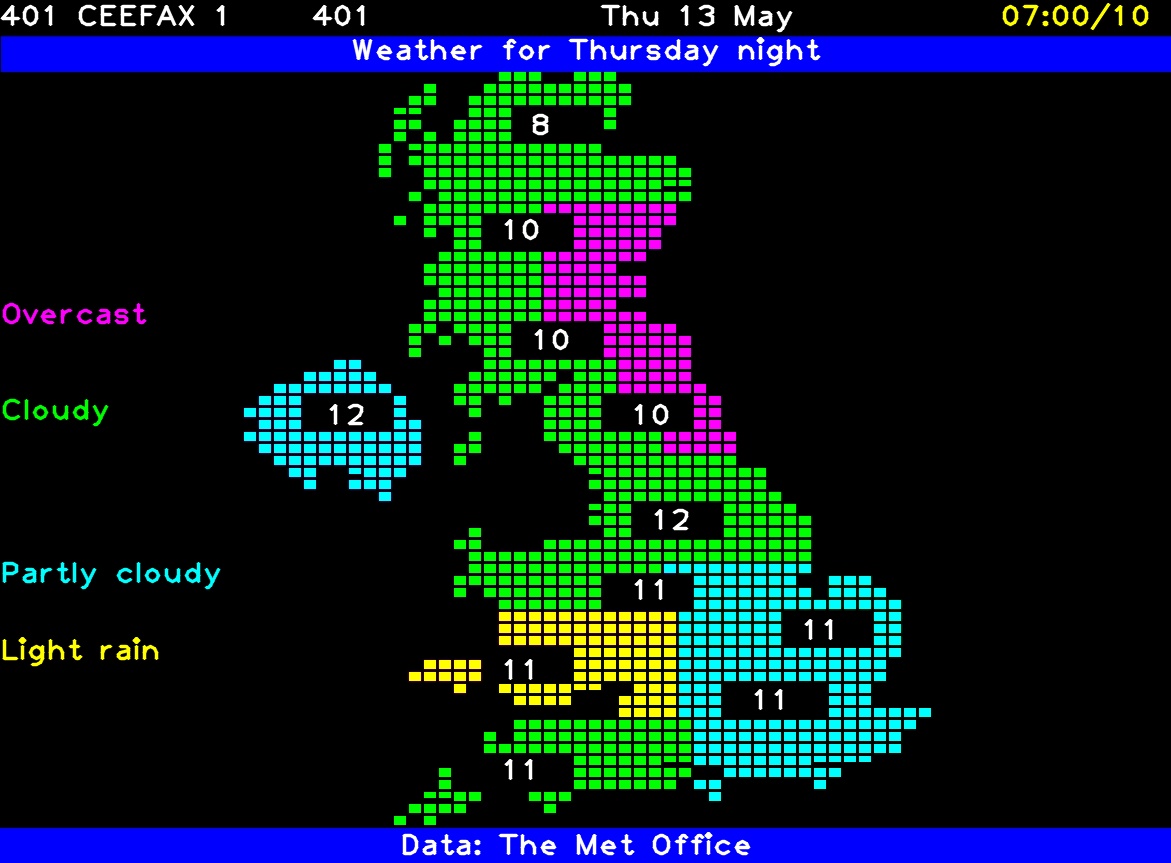 401 CEEFAX 1 401 Thu 13 May 07:00/10
Weather for Thursday night
8
10
Overcast
10
Cloudy
12
10
12
Partly cloudy
11
11
Light rain
11
11
11
Data: The Met Office